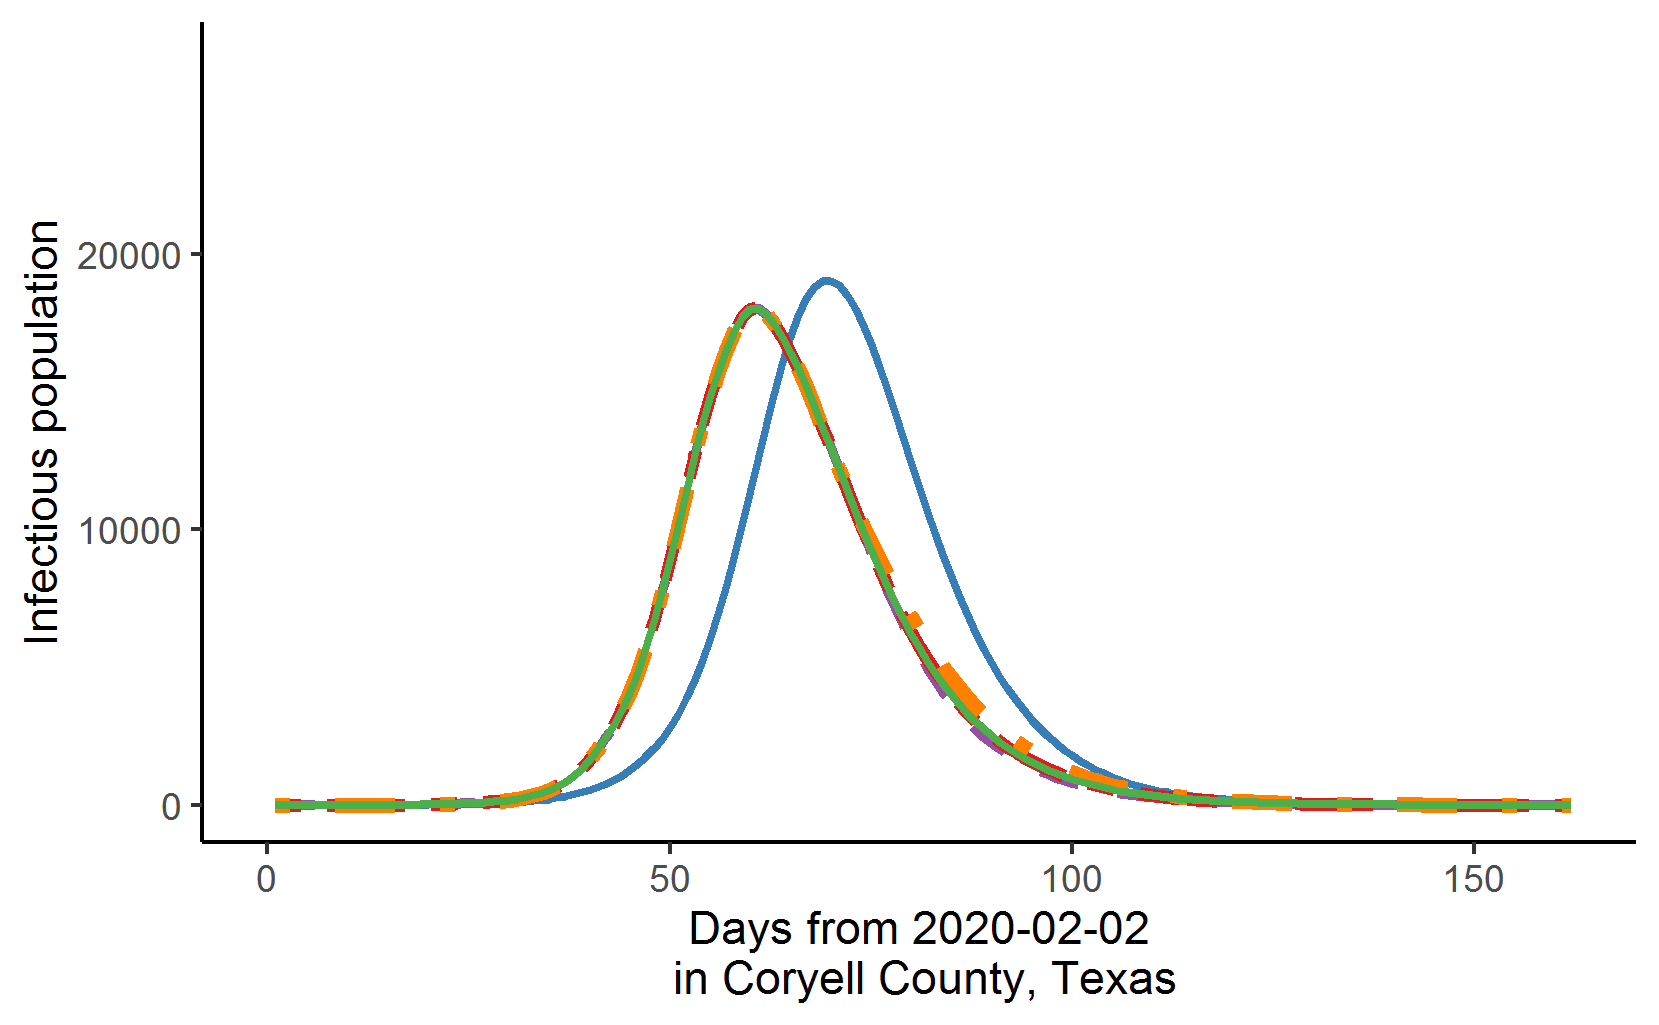 Infectious population
20000
10000
0
0 50 100 150
Days from 2020-02-02
in Coryell County, Texas